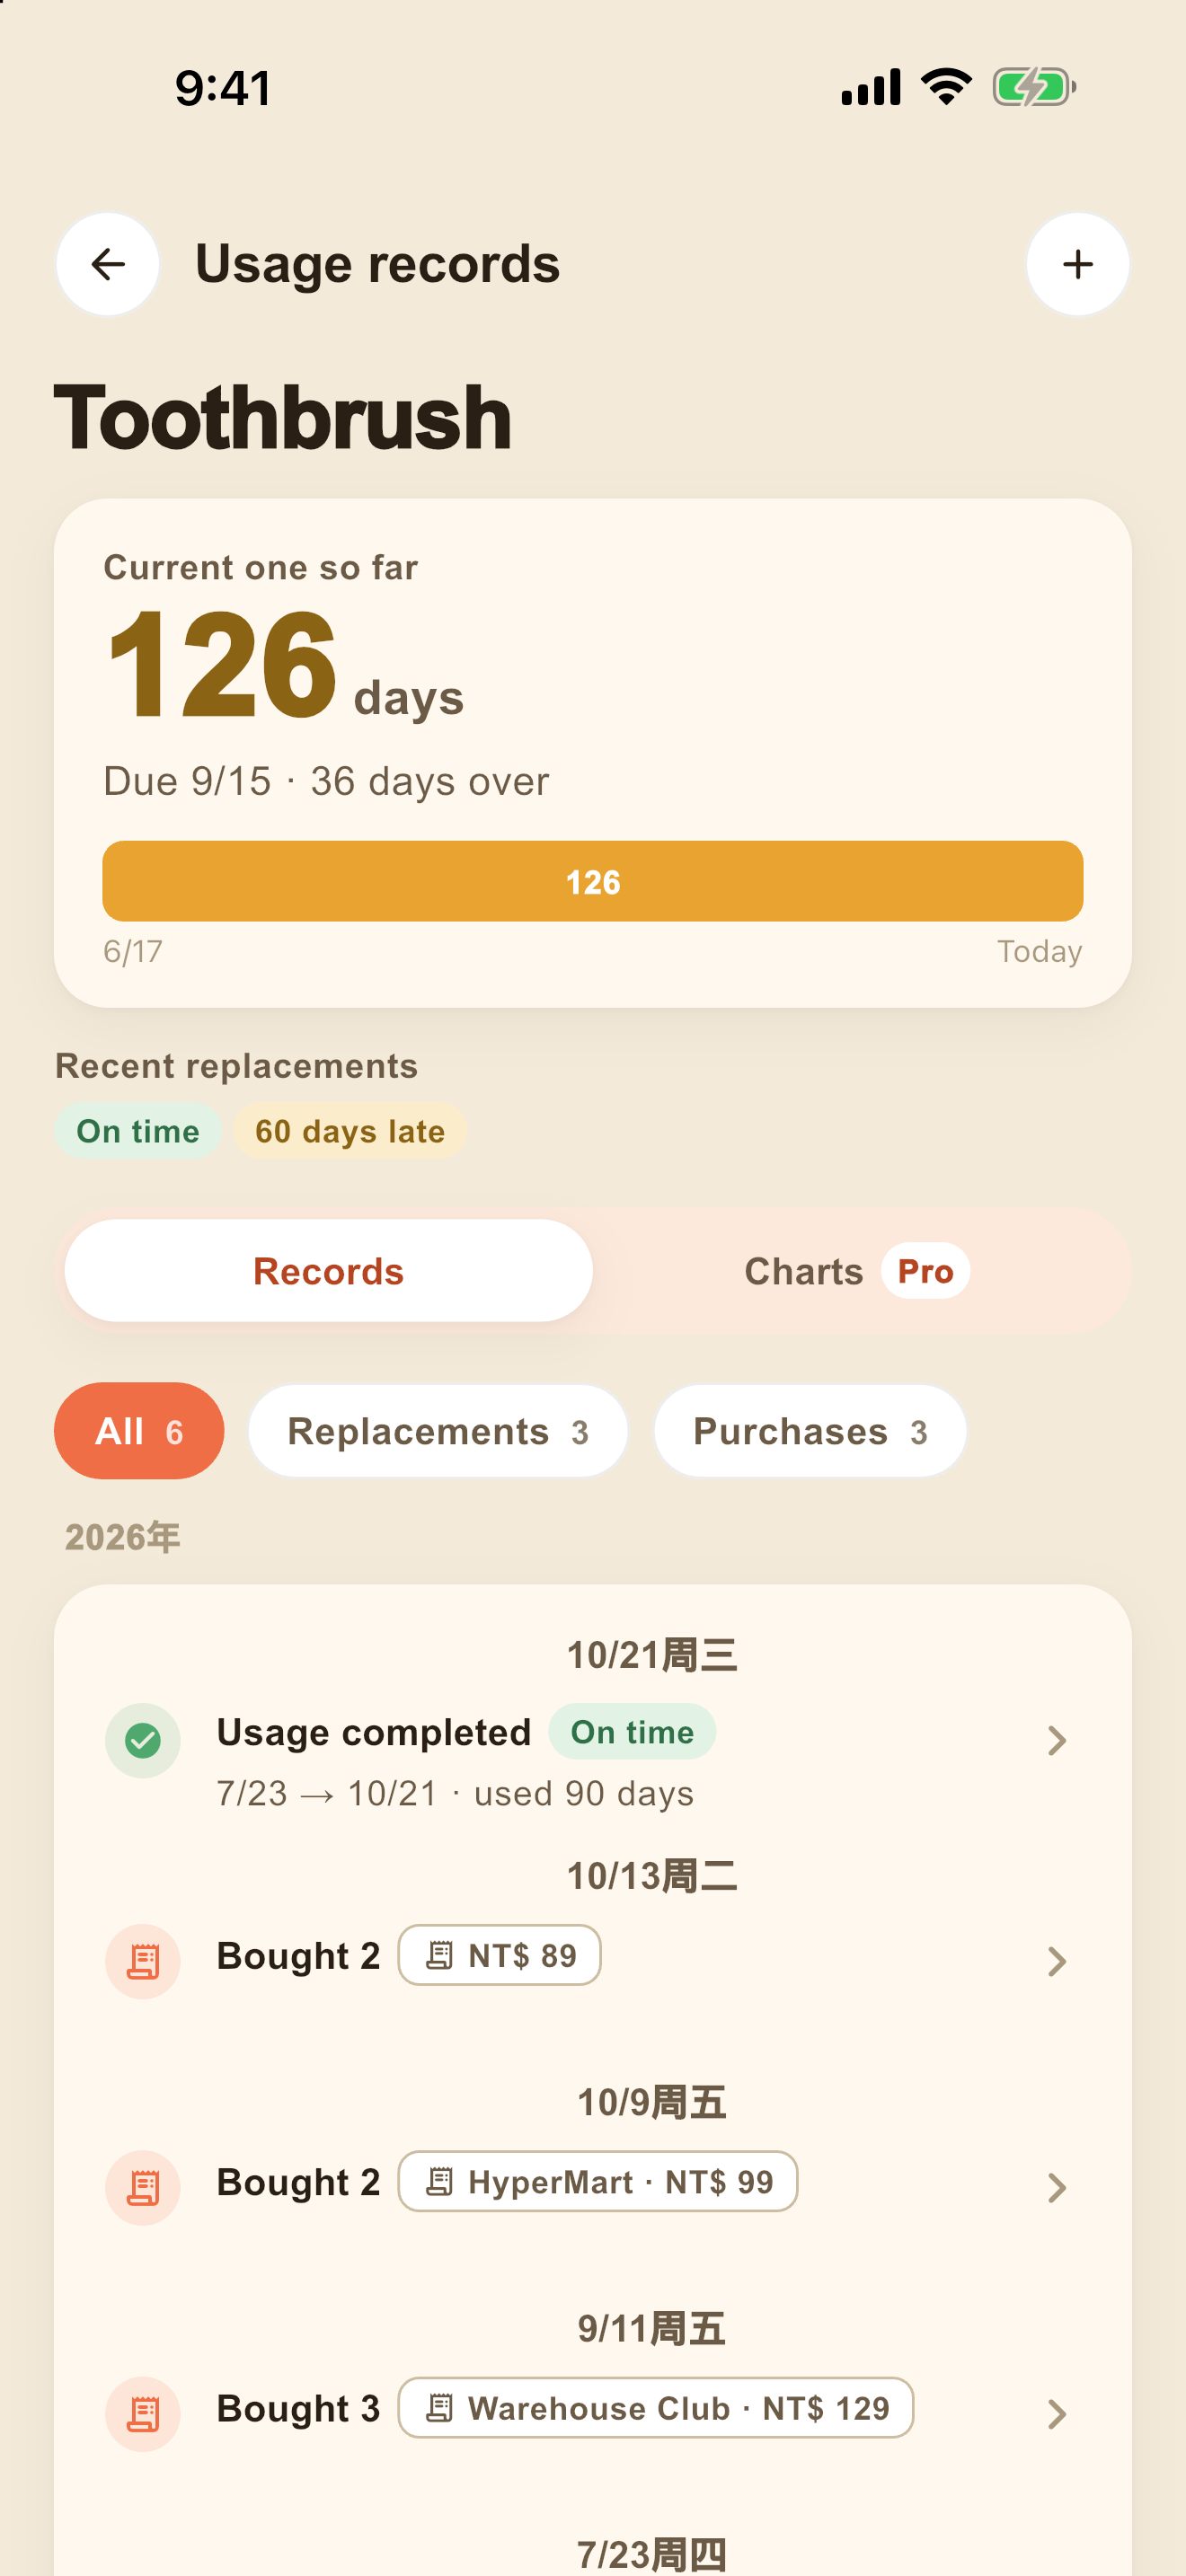 9:41
Usage records
Toothbrush
Current one so far
126 days
Due 9/15 · 36 days over
126
6/17 Today
Recent replacements
On time 60 days late
Records Charts Pro
All 6 Replacements 3 Purchases 3
2026年
10/21周三
Usage completed On time
7/23 → 10/21 · used 90 days
10/13周二
Bought 2 NT$ 89
10/9周五
Bought 2 HyperMart · NT$ 99
9/11周五
Bought 3 Warehouse Club · NT$ 129
7/23周四